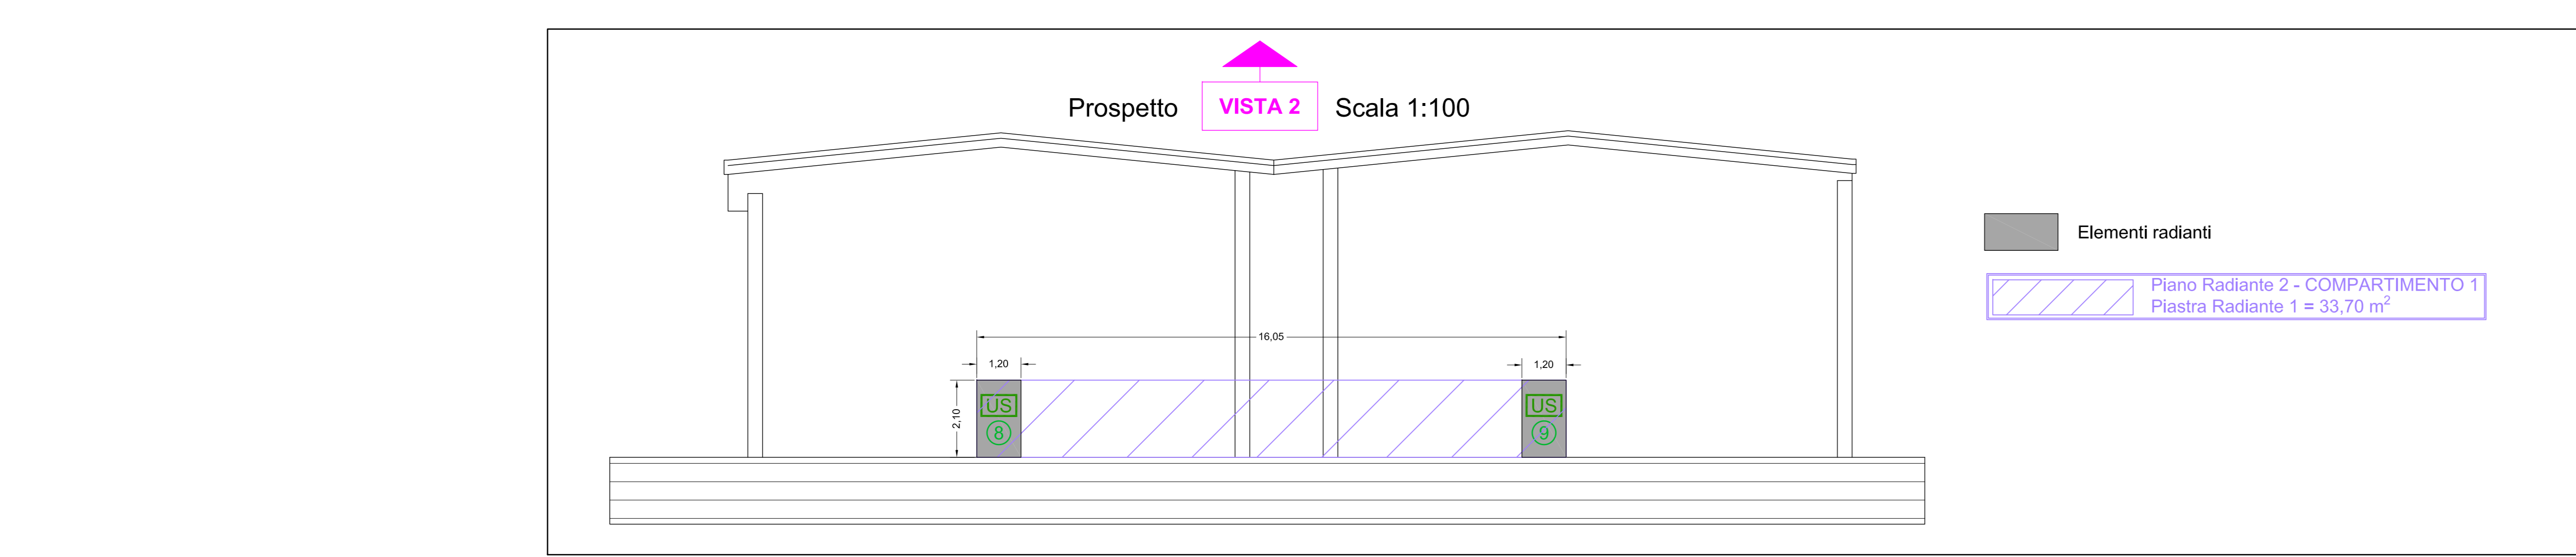 Prospetto VISTA 2 Scala 1:100
Elementi radianti
Piano Radiante 2 - COMPARTIMENTO 1
Piastra Radiante 1 = 33,70 m²
16,05
1,20 1,20
2,10
US US
8 9